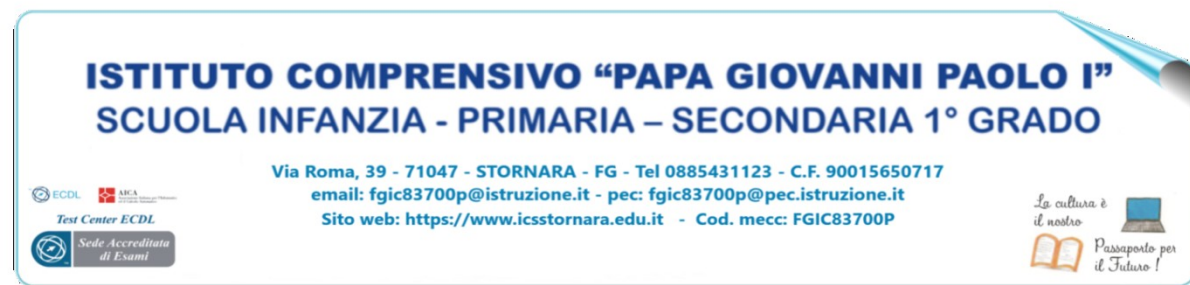 ISTITUTO COMPRENSIVO “PAPA GIOVANNI PAOLO I”
SCUOLA INFANZIA - PRIMARIA – SECONDARIA 1° GRADO
Via Roma, 39 - 71047 - STORNARA - FG - Tel 0885431123 - C.F. 90015650717
email: fgic83700p@istruzione.it - pec: fgic83700p@pec.istruzione.it
Sito web: https://www.icsstornara.edu.it - Cod. mecc: FGIC83700P
ECDL
AICA
Test Center ECDL
Sede Accreditata
di Esami
La cultura è
il nostro
Passaporto per
il Futuro !